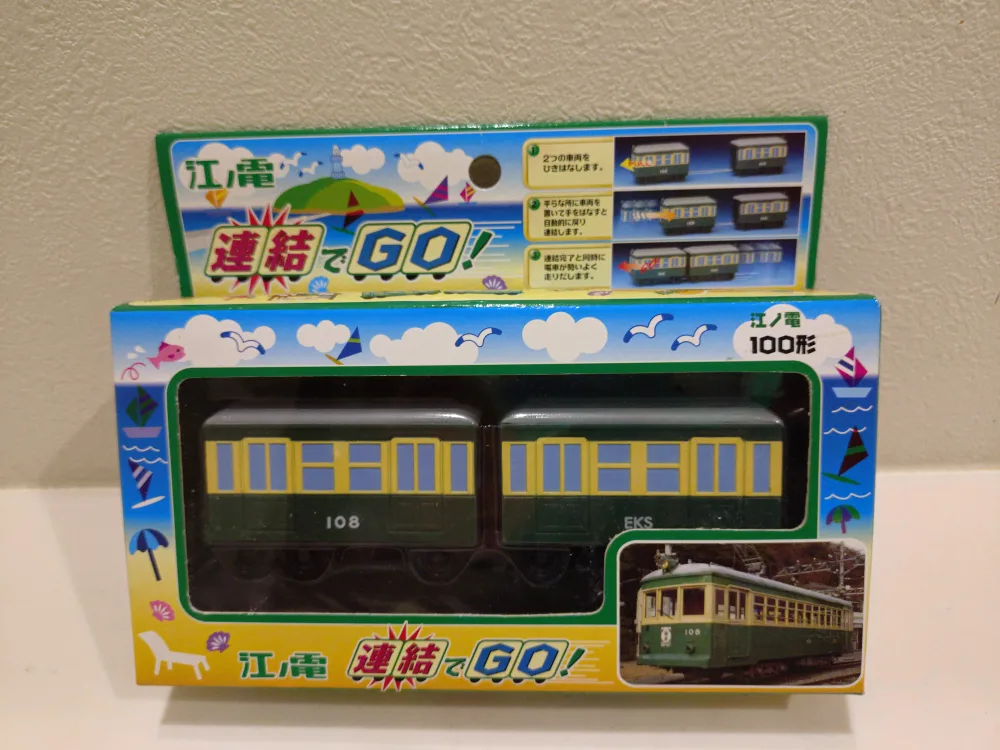 江ノ電
連結でGO!
1
2つの車両を
ひきはなします。
2
平らな所に車両を
置いて手をはなすと
自動的に戻り
連結します。
3
連結完了と同時に
電車が勢いよく
走りだします。
江ノ電
100形
108
EKS
108
江ノ電
連結でGO!